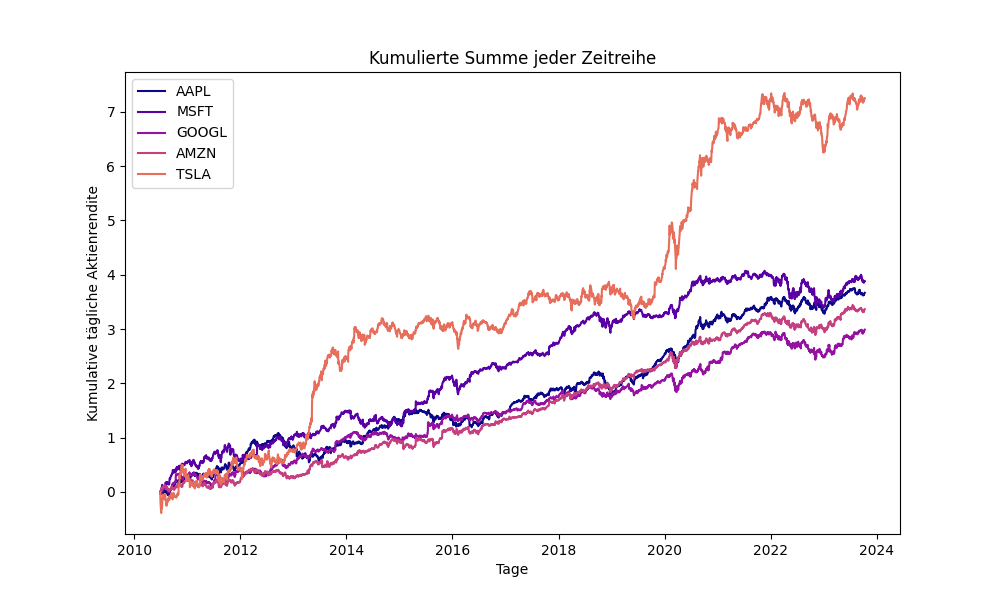 Kumulierte Summe jeder Zeitreihe
AAPL
MSFT
GOOGL
AMZN
TSLA
Kumulative tägliche Aktienrendite
7
6
5
4
3
2
1
0
2010
2012
2014
2016
2018
2020
2022
2024
Tage